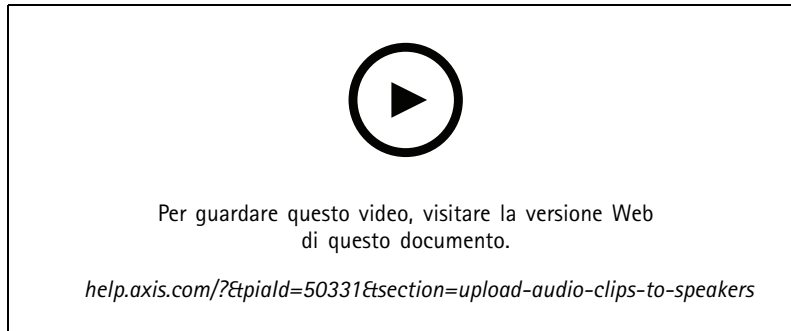 Per guardare questo video, visitare la versione Web
di questo documento.
help.axis.com/?&piaId=50331&section=upload-audio-clips-to-speakers